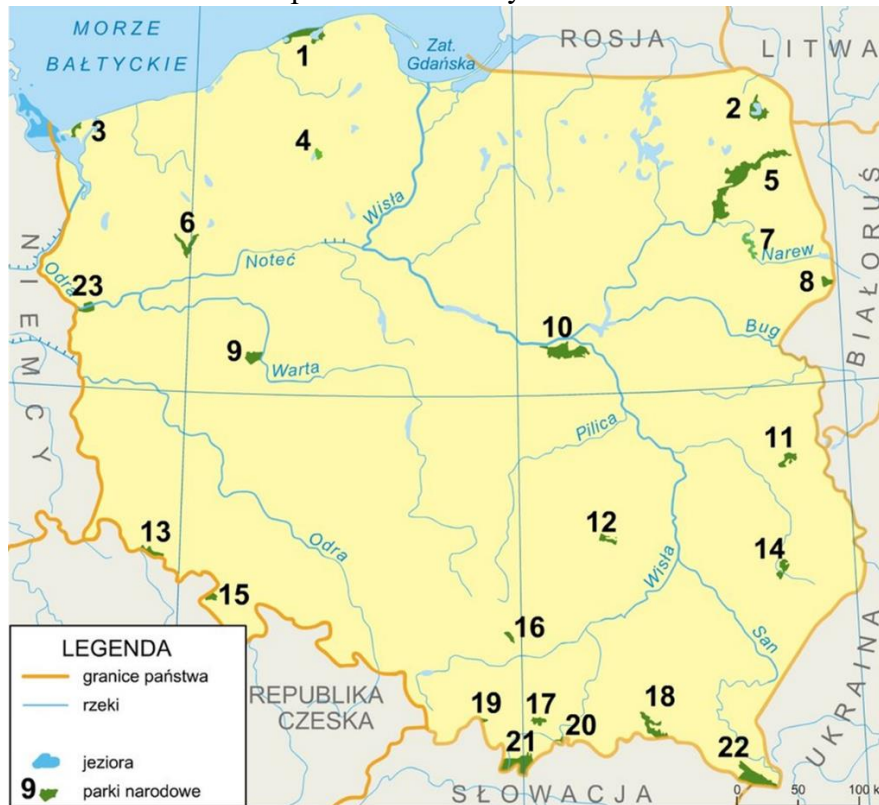 MORZE
BAŁTYCKIE
Zat.
Gdańska
ROSJA
LITWA
1
2
3
4
5
Wisła
BIAŁORUŚ
6
7
Noteć
Narew
NIEMCY
Odra
8
23
10
Bug
9
Warta
Pilica
11
13
Odra
12
14
Wisła
15
San
16
LEGENDA
granice państwa
rzeki
jeziora
9 parki narodowe
REPUBLIKA
CZESKA
19
17
18
20
21
22
UKRAINA
SŁOWACJA
0 50 100 k